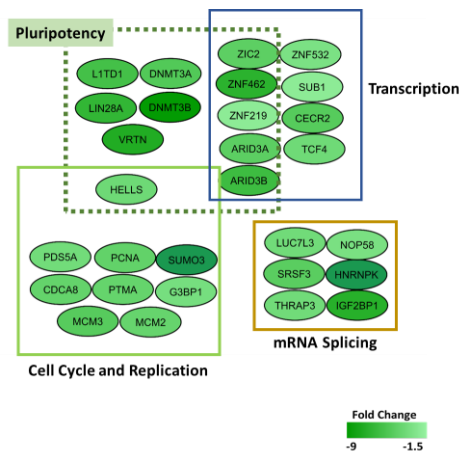 Pluripotency
L1TD1
DNMT3A
LIN28A
DNMT3B
VRTN
HELLS
ZIC2
ZNF532
ZNF462
SUB1
ZNF219
CECR2
ARID3A
TCF4
ARID3B
Transcription
PDS5A
PCNA
SUMO3
CDCA8
PTMA
G3BP1
MCM3
MCM2
Cell Cycle and Replication
LUC7L3
NOP58
SRSF3
HNRNPK
THRAP3
IGF2BP1
mRNA Splicing
Fold Change
-9
-1.5